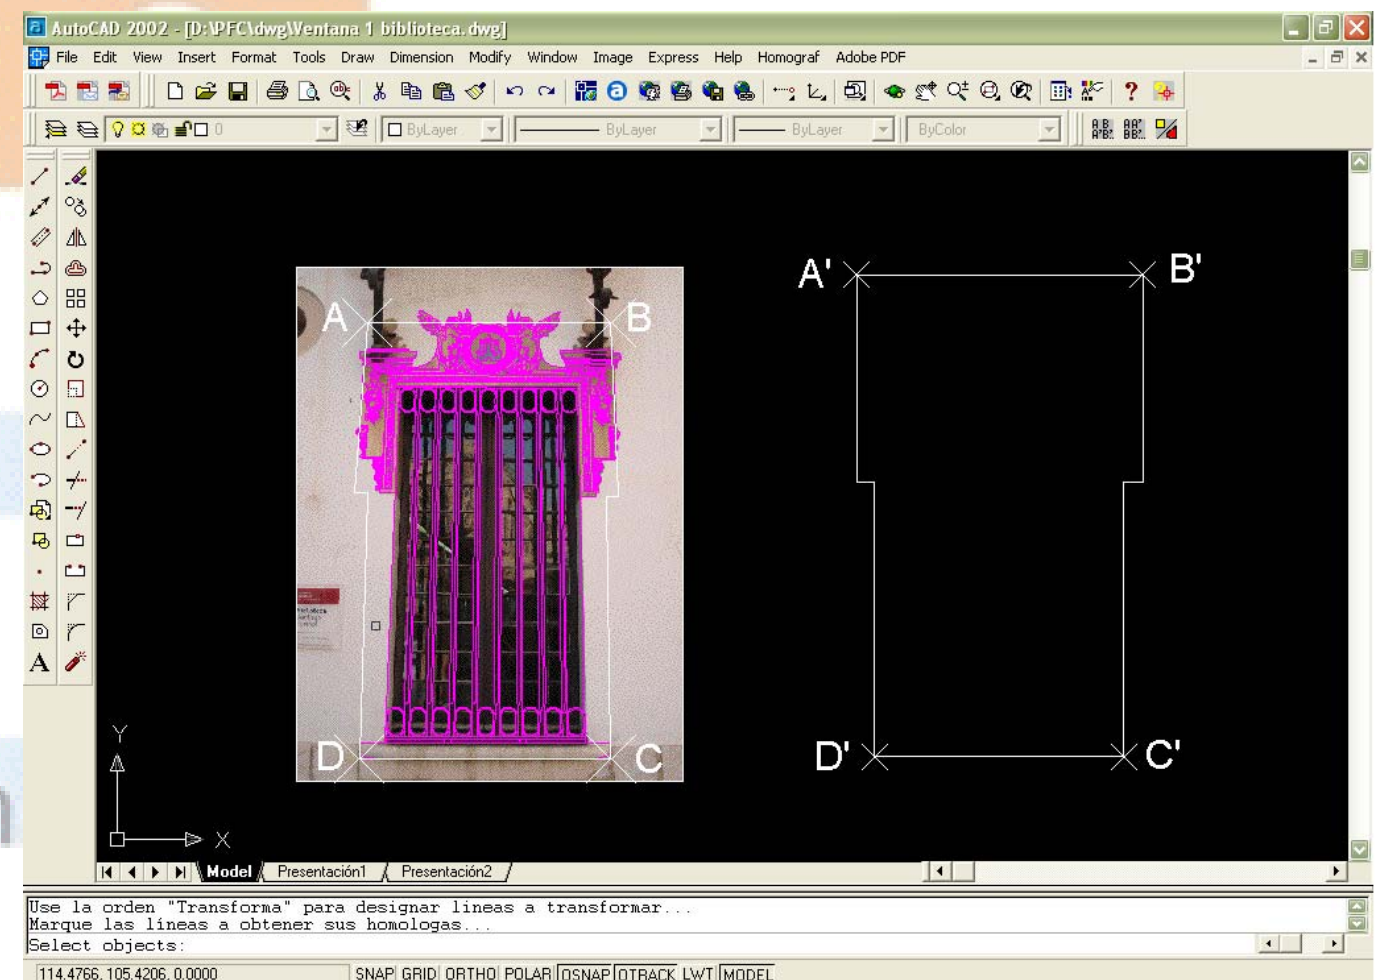 AutoCAD 2002 - [D:\PFC\dwg\Ventana 1 biblioteca.dwg]
File Edit View Insert Format Tools Draw Dimension Modify Window Image Express Help Homograf Adobe PDF
0 ByLayer ByLayer ByLayer ByColor
A' B'
A B
D C
D' C'
Y
X
Model Presentación1 Presentación2
Use la orden "Transforma" para designar lineas a transformar...
Marque las líneas a obtener sus homologas...
Select objects:
114.4766, 105.4206, 0.0000 SNAP GRID ORTHO POLAR OSNAP OTRACK LWT MODEL